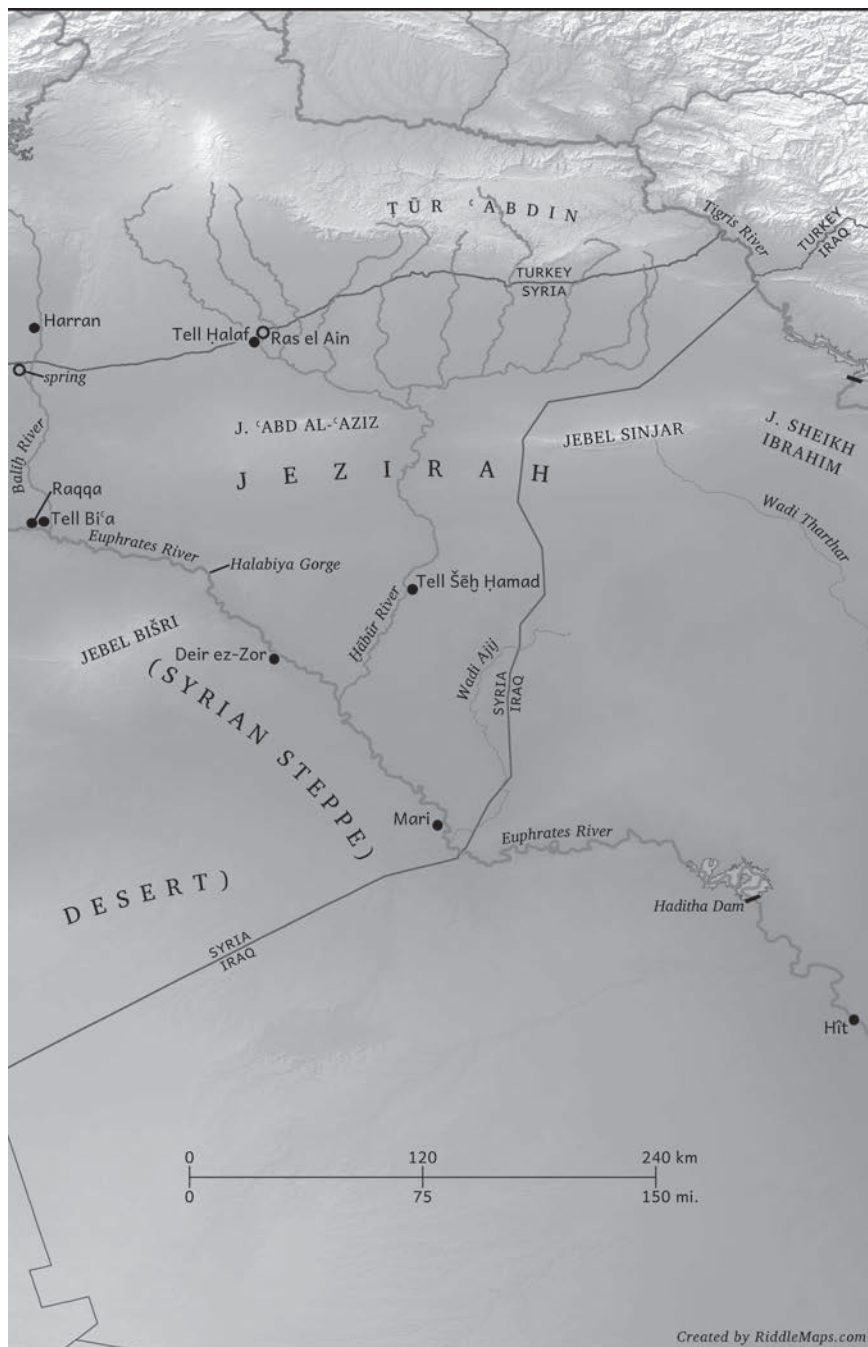 ṬŪR ʿABDIN
Tigris River
TURKEY
IRAQ
TURKEY
SYRIA
Harran
Tell Ḥalaf
Ras el Ain
spring
J. ʿABD AL-ʿAZIZ
JEBEL SINJAR
J. SHEIKH
IBRAHIM
JEZIRAH
Baliḫ River
Raqqa
Tell Biʿa
Wadi Tharthar
Euphrates River
Halabiya Gorge
Tell Šēḫ Ḥamad
Ḫābūr River
JEBEL BIŠRI
Deir ez-Zor
Wadi Ajij
SYRIA
IRAQ
(SYRIAN STEPPE)
Mari
Euphrates River
DESERT)
Haditha Dam
SYRIA
IRAQ
Hît
0 120 240 km
0 75 150 mi.
Created by RiddleMaps.com